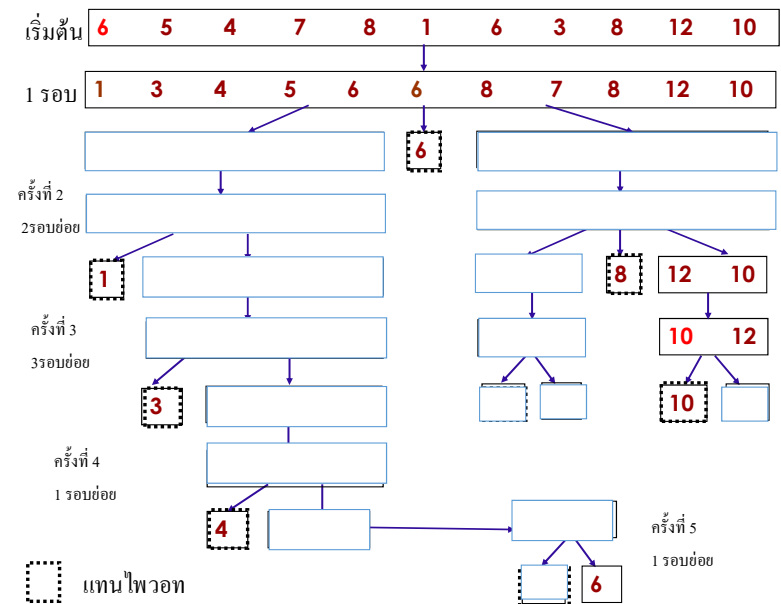 เริ่มต้น 6 5 4 7 8 1 6 3 8 12 10
1 รอบ 1 3 4 5 6 6 8 7 8 12 10
6
ครั้งที่ 2
2รอบย่อย
1 8 12 10
ครั้งที่ 3
3รอบย่อย
10 12
3 10
ครั้งที่ 4
1 รอบย่อย
4
ครั้งที่ 5
1 รอบย่อย
6
แทนไพวอท